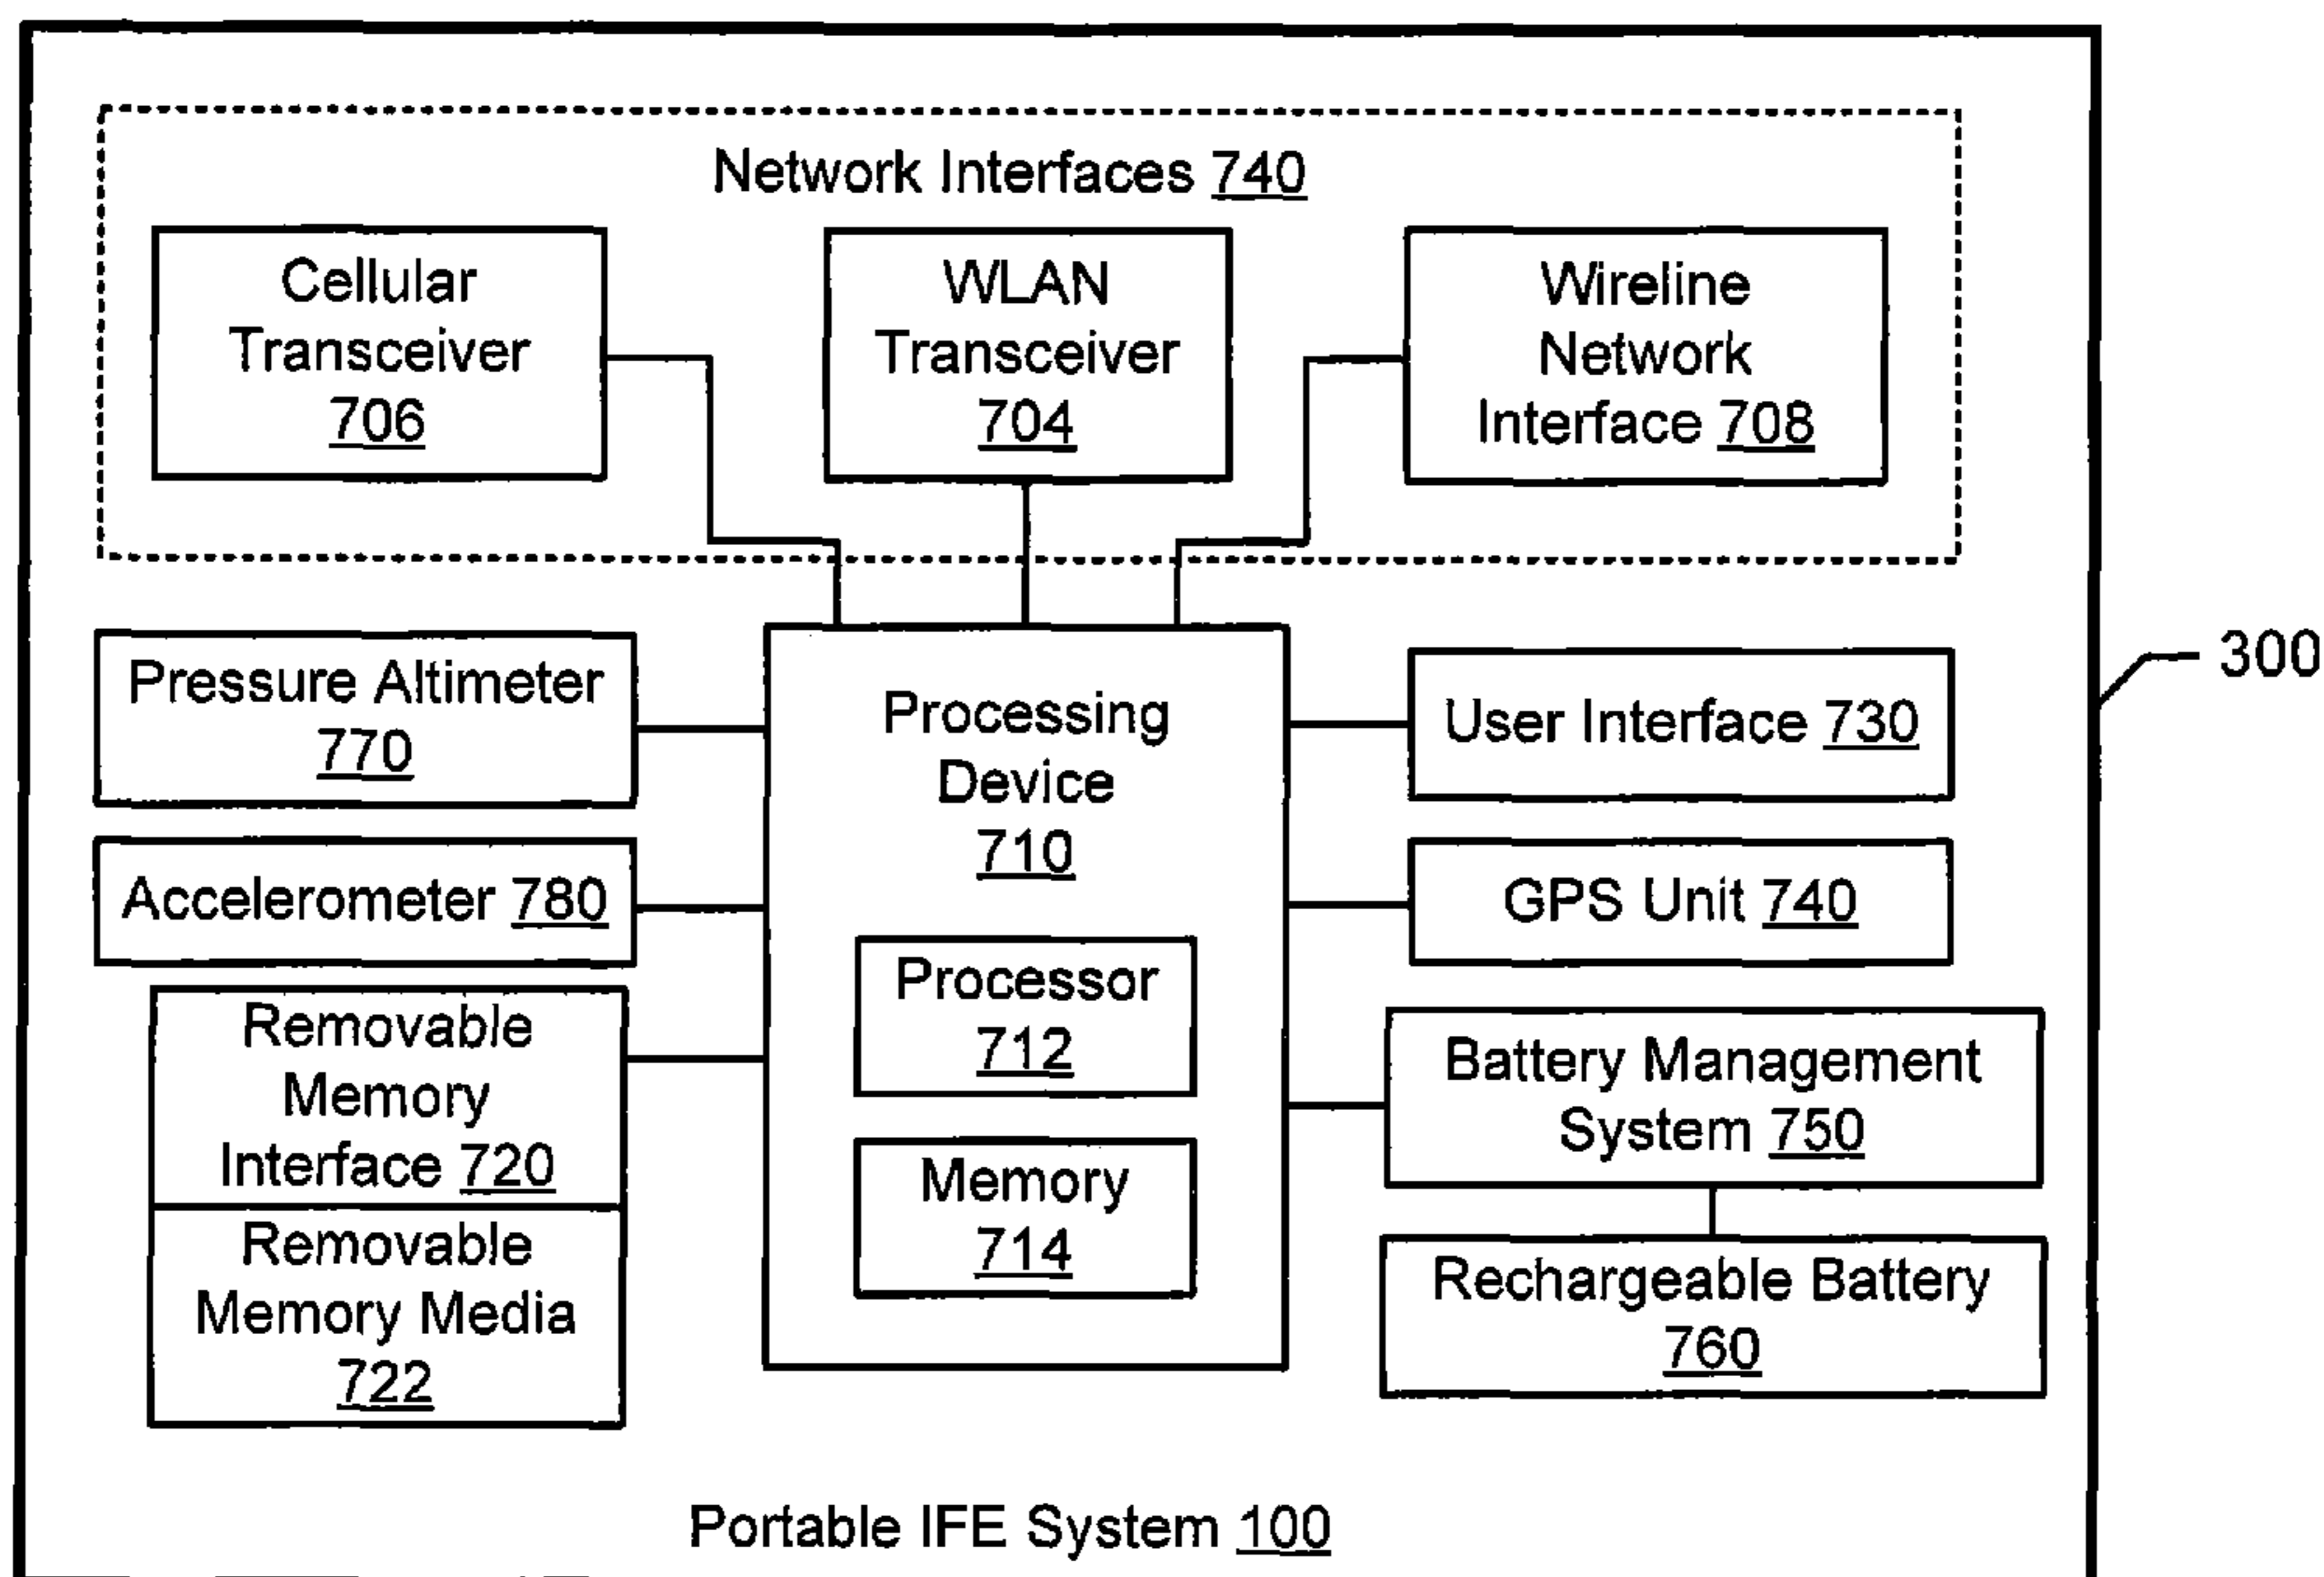 Network Interfaces 740
Cellular
Transceiver
706
WLAN
Transceiver
704
Wireline
Network
Interface 708
Pressure Altimeter
770
Accelerometer 780
Removable
Memory
Interface 720
Removable
Memory Media
722
Processing
Device
710
Processor
712
Memory
714
User Interface 730
GPS Unit 740
Battery Management
System 750
Rechargeable Battery
760
300
Portable IFE System 100